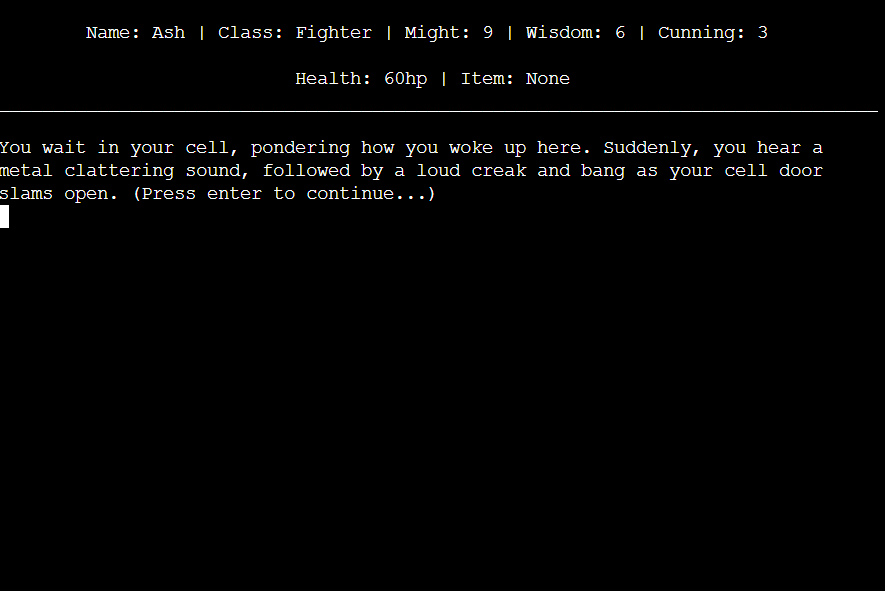 Name: Ash | Class: Fighter | Might: 9 | Wisdom: 6 | Cunning: 3
Health: 60hp | Item: None
You wait in your cell, pondering how you woke up here. Suddenly, you hear a
metal clattering sound, followed by a loud creak and bang as your cell door
slams open. (Press enter to continue...)